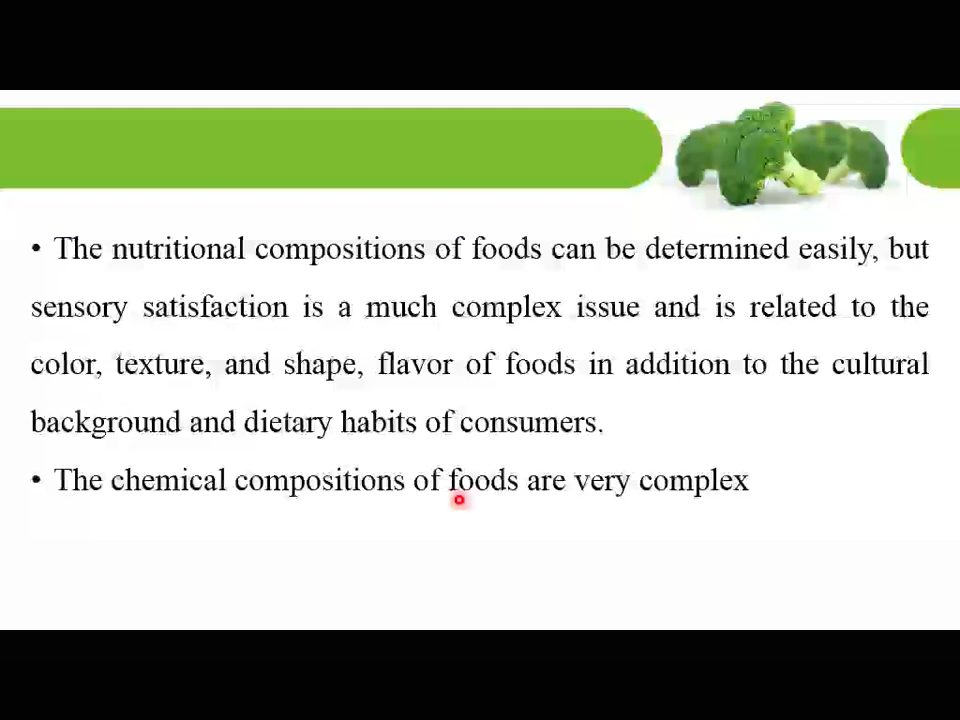 • The nutritional compositions of foods can be determined easily, but
sensory satisfaction is a much complex issue and is related to the
color, texture, and shape, flavor of foods in addition to the cultural
background and dietary habits of consumers.
• The chemical compositions of foods are very complex